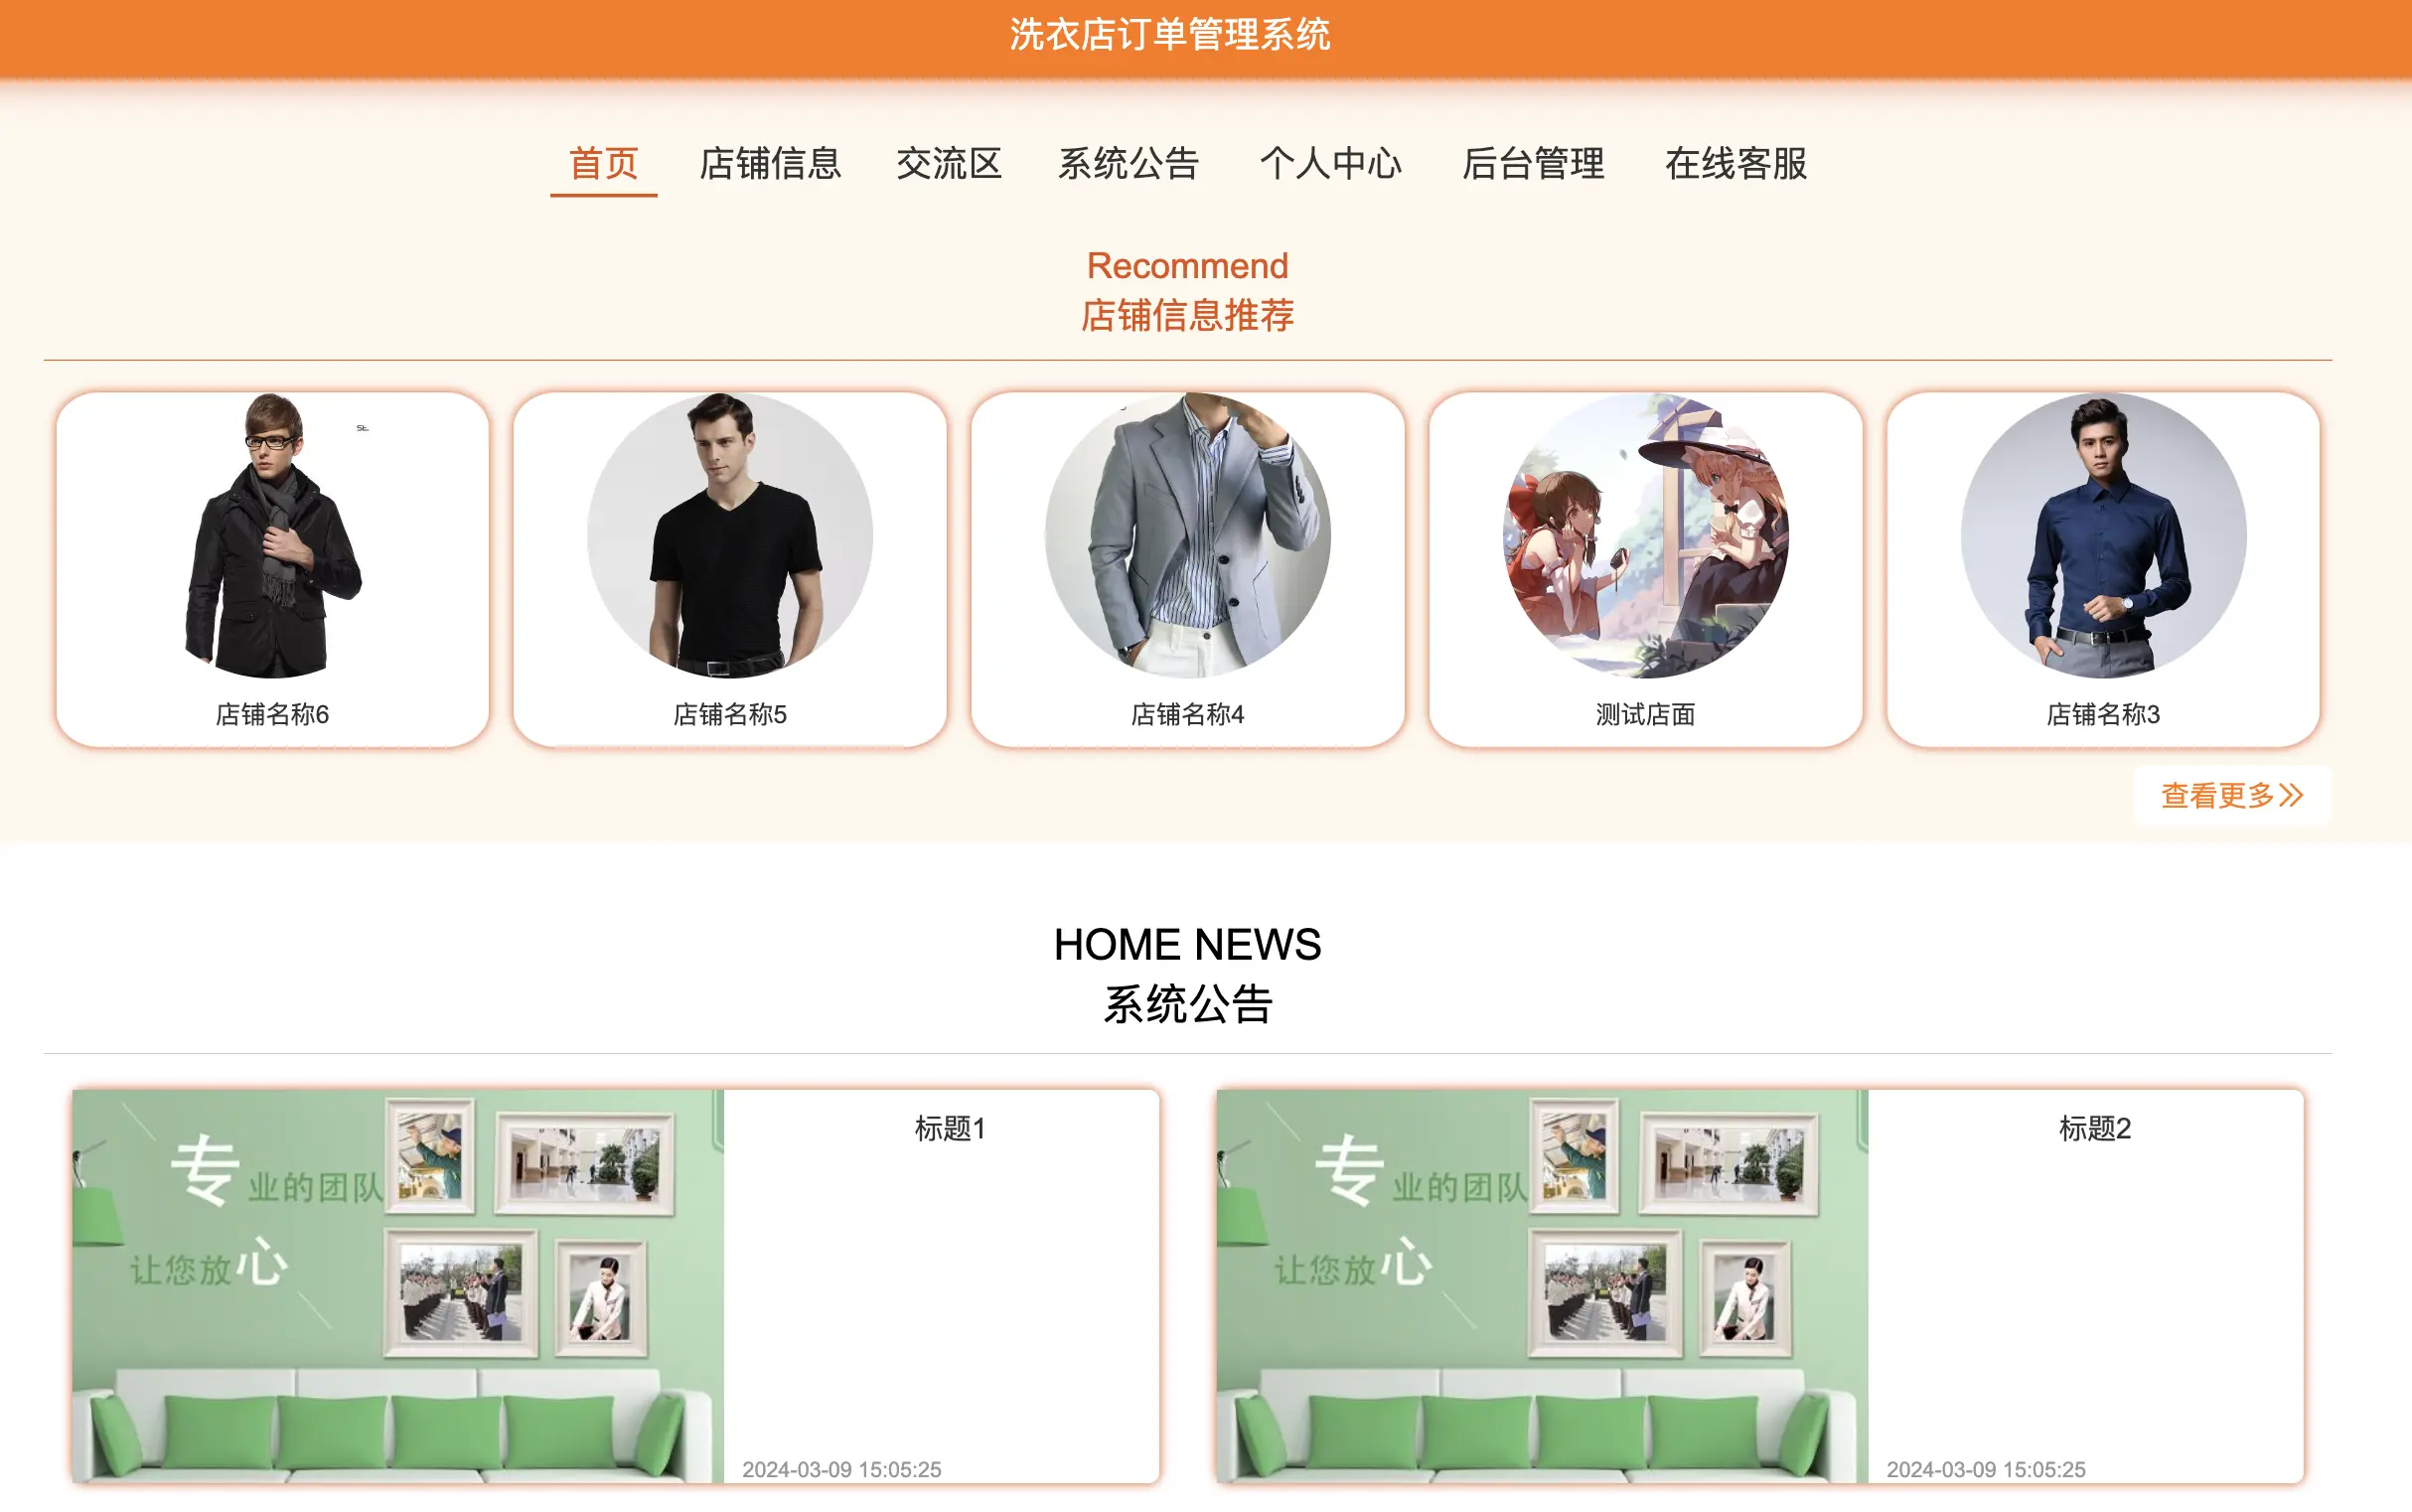 洗衣店订单管理系统
首页 店铺信息 交流区 系统公告 个人中心 后台管理 在线客服
Recommend
店铺信息推荐
店铺名称6 店铺名称5 店铺名称4 测试店面 店铺名称3
查看更多
HOME NEWS
系统公告
标题1
专业的团队
让您放心
2024-03-09 15:05:25
标题2
专业的团队
让您放心
2024-03-09 15:05:25